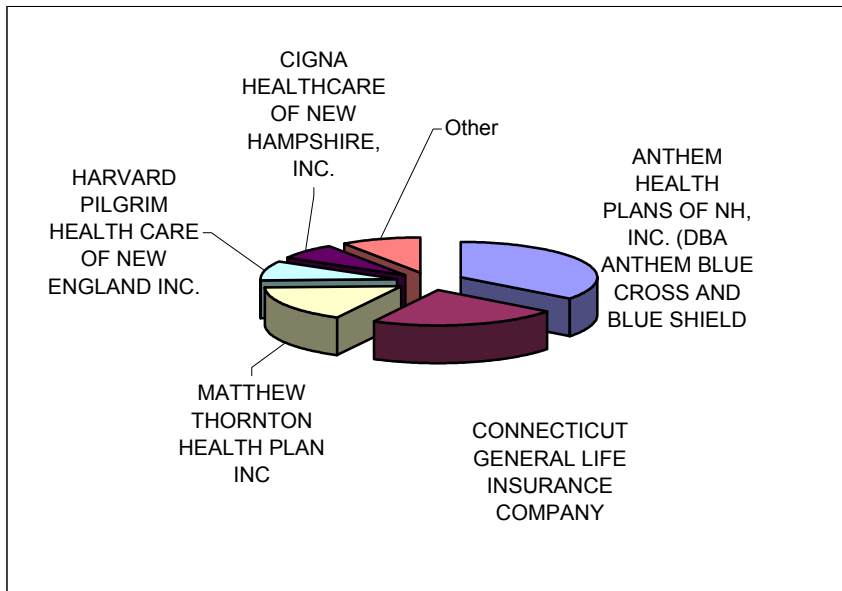 CIGNA
HEALTHCARE
OF NEW
HAMPSHIRE,
INC.
Other
ANTHEM
HEALTH
PLANS OF NH,
INC. (DBA
ANTHEM BLUE
CROSS AND
BLUE SHIELD
HARVARD
PILGRIM
HEALTH CARE
OF NEW
ENGLAND INC.
MATTHEW
THORNTON
HEALTH PLAN
INC
CONNECTICUT
GENERAL LIFE
INSURANCE
COMPANY